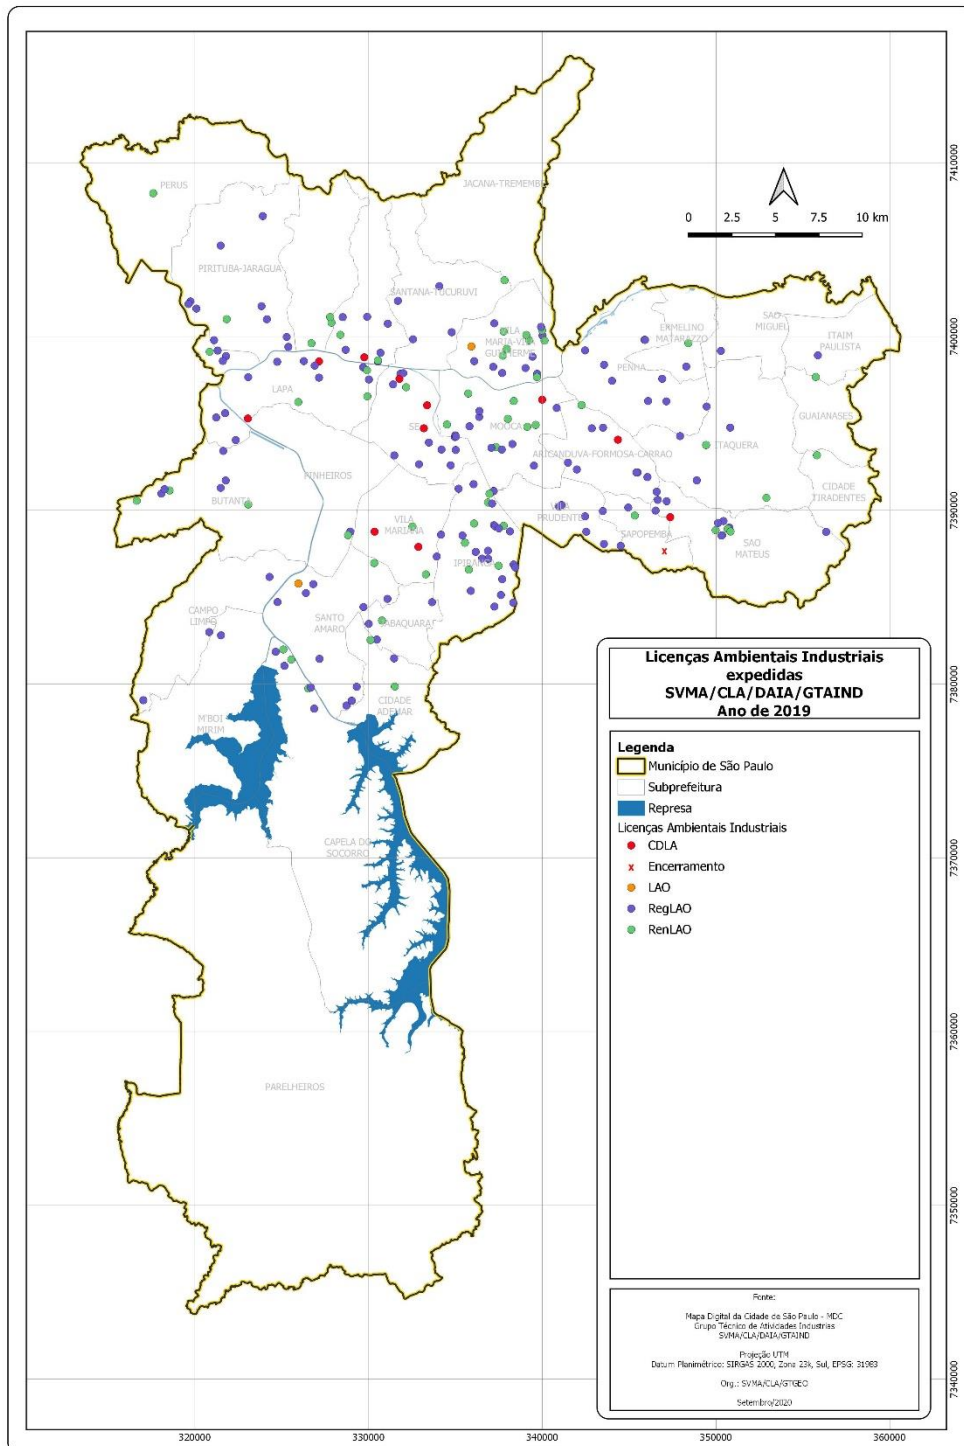 PERUS
JACANA-TREMEMBE
7410000
0 2.5 5 7.5 10 km
PIRITUBA-JARAGUA
SANTANA-TUCURUVI
7400000
VILA
MARIA-VILA
GUILHERME
ERMELINO
MATARAZZO
SAO
MIGUEL
ITAIM
PAULISTA
PENHA
LAPA
SE
MOOCA
GUAIANASES
ITAQUERA
ARICANDUVA-FORMOSA-CARRAO
PINHEIROS
CIDADE
TIRADENTES
BUTANTA
7390000
VILA
MARIANA
VILA
PRUDENTE
SAPOPEMBA
SAO
MATEUS
IPIRANGA
CAMPO
LIMPO
SANTO
AMARO
JABAQUARA
CIDADE
ADEMAR
M'BOI
MIRIM
7380000
CAPELA DO
SOCORRO
7370000
7360000
PARELHEIROS
7350000
7340000
Licenças Ambientais Industriais
expedidas
SVMA/CLA/DAIA/GTAIND
Ano de 2019
Legenda
Município de São Paulo
Subprefeitura
Represa
Licenças Ambientais Industriais
CDLA
Encerramento
LAO
RegLAO
RenLAO
Fonte:
Mapa Digital da Cidade de São Paulo - MDC
Grupo Técnico de Atividades Industrias
SVMA/CLA/DAIA/GTAIND
Projeção UTM
Datum Planimétrico: SIRGAS 2000, Zona 23k, Sul, EPSG: 31983
Org.: SVMA/CLA/GTGEO
Setembro/2020
320000 330000 340000 350000 360000